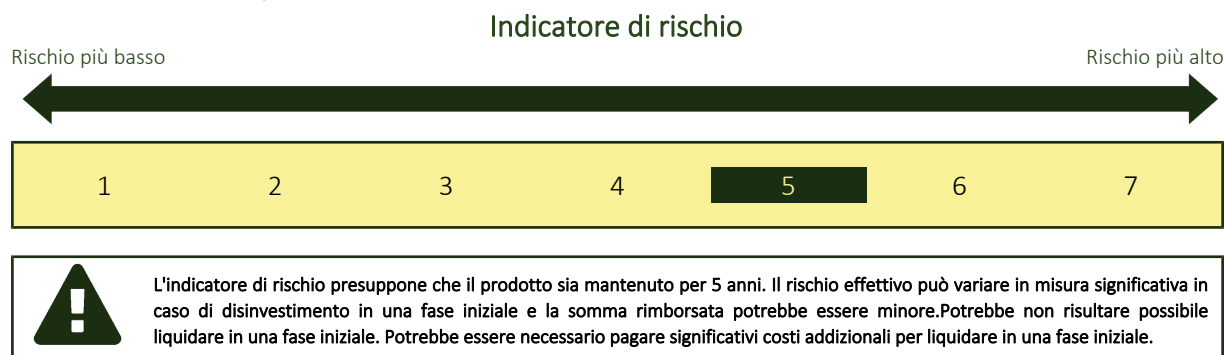 Indicatore di rischio
Rischio più basso
Rischio più alto
1 2 3 4 5 6 7
L'indicatore di rischio presuppone che il prodotto sia mantenuto per 5 anni. Il rischio effettivo può variare in misura significativa in
caso di disinvestimento in una fase iniziale e la somma rimborsata potrebbe essere minore.Potrebbe non risultare possibile
liquidare in una fase iniziale. Potrebbe essere necessario pagare significativi costi addizionali per liquidare in una fase iniziale.